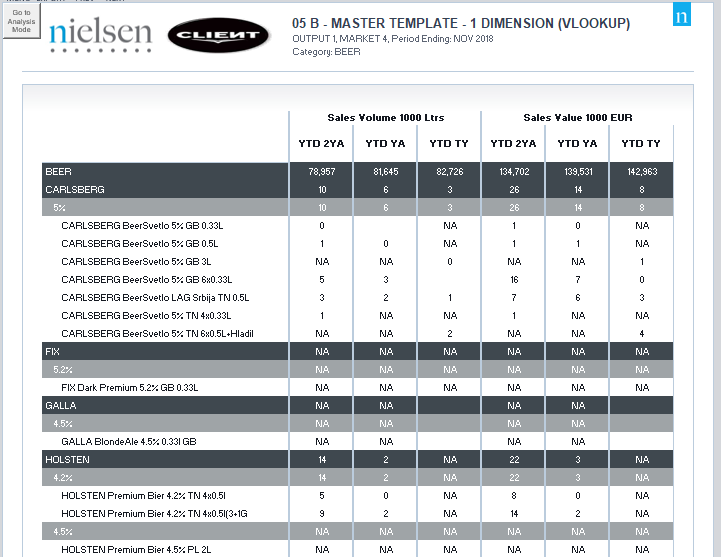 Go to
Analysis
Mode
nielsen
CLIENT
05 B - MASTER TEMPLATE - 1 DIMENSION (VLOOKUP)
OUTPUT 1, MARKET 4, Period Ending: NOV 2018
Category: BEER
n
Sales Volume 1000 Ltrs Sales Value 1000 EUR
YTD 2YA YTD YA YTD TY YTD 2YA YTD YA YTD TY
BEER 78,957 81,645 82,726 134,702 139,531 142,963
CARLSBERG 10 6 3 26 14 8
5% 10 6 3 26 14 8
CARLSBERG BeerSvetlo 5% GB 0.33L 0 NA 1 0 NA
CARLSBERG BeerSvetlo 5% GB 0.5L 1 0 NA 1 1 NA
CARLSBERG BeerSvetlo 5% GB 3L NA NA 0 NA NA 1
CARLSBERG BeerSvetlo 5% GB 6x0.33L 5 3 16 7 0
CARLSBERG BeerSvetlo LAG Srbija TN 0.5L 3 2 1 7 6 3
CARLSBERG BeerSvetlo 5% TN 4x0.33L 1 NA NA 1 NA NA
CARLSBERG BeerSvetlo 5% TN 6x0.5L+Hladil NA NA 2 NA NA 4
FIX NA NA NA NA NA NA
5.2% NA NA NA NA NA NA
FIX Dark Premium 5.2% GB 0.33L NA NA NA NA NA NA
GALLA NA NA NA NA
4.5% NA NA NA NA
GALLA BlondeAle 4.5% 0.33l GB NA NA NA NA
HOLSTEN 14 2 NA 22 3 NA
4.2% 14 2 NA 22 3 NA
HOLSTEN Premium Bier 4.2% TN 4x0.5l 5 0 NA 8 0 NA
HOLSTEN Premium Bier 4.2% TN 4x0.5l(3+1G 9 2 NA 14 2 NA
4.5% NA NA NA NA NA NA
HOLSTEN Premium Bier 4.5% PL 2L NA NA NA NA NA NA